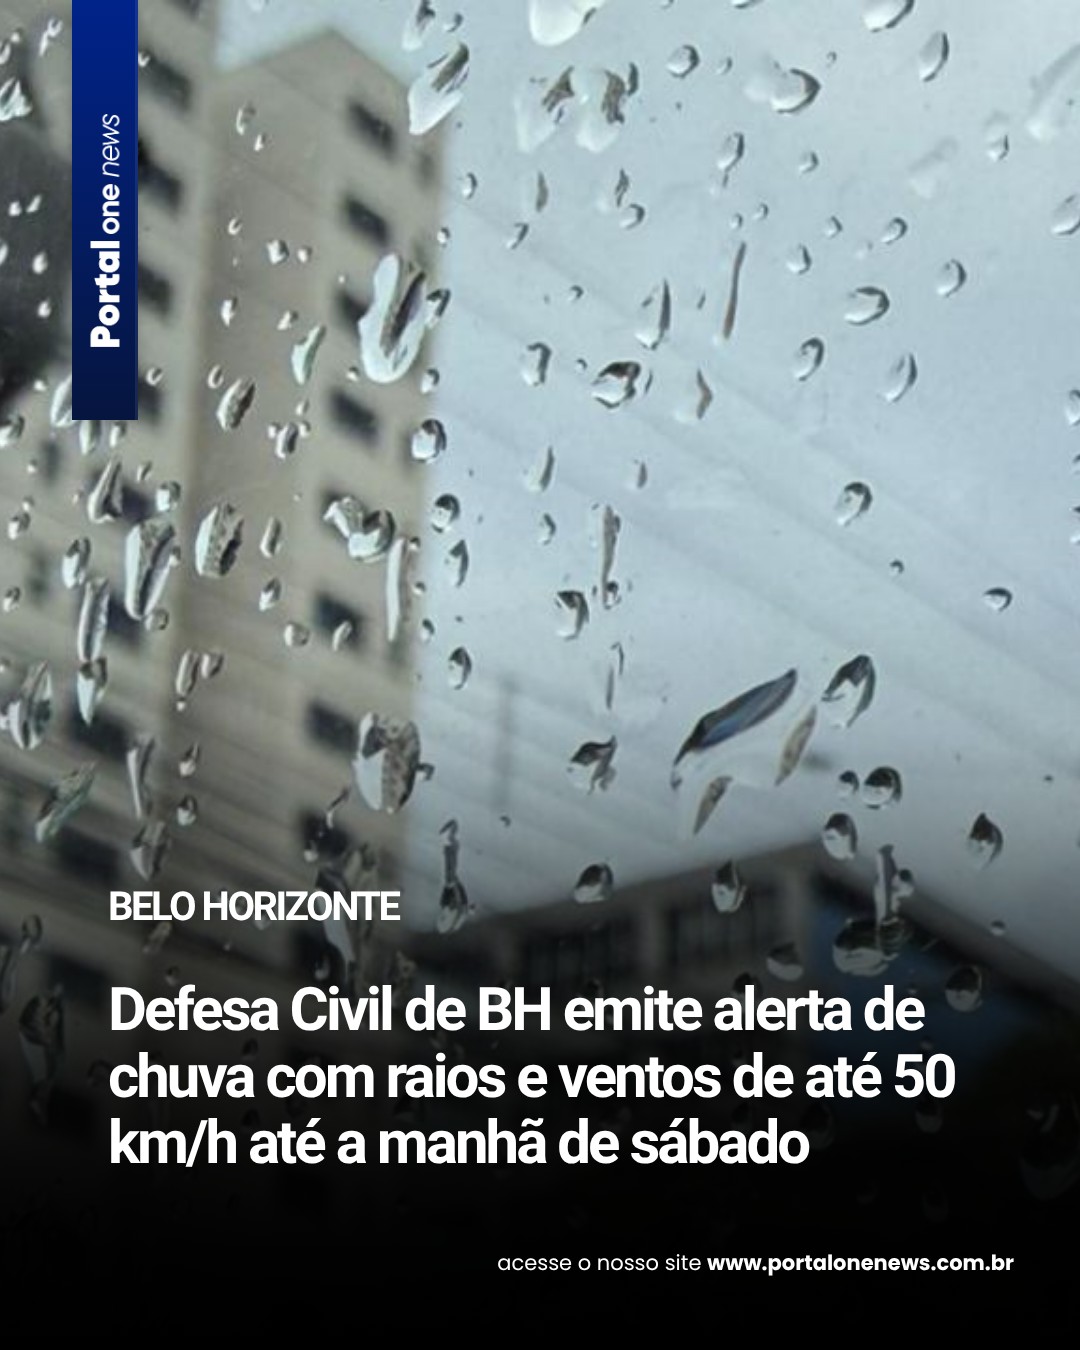 Portal one news
BELO HORIZONTE
Defesa Civil de BH emite alerta de
chuva com raios e ventos de até 50
km/h até a manhã de sábado
acesse o nosso site www.portalonenews.com.br